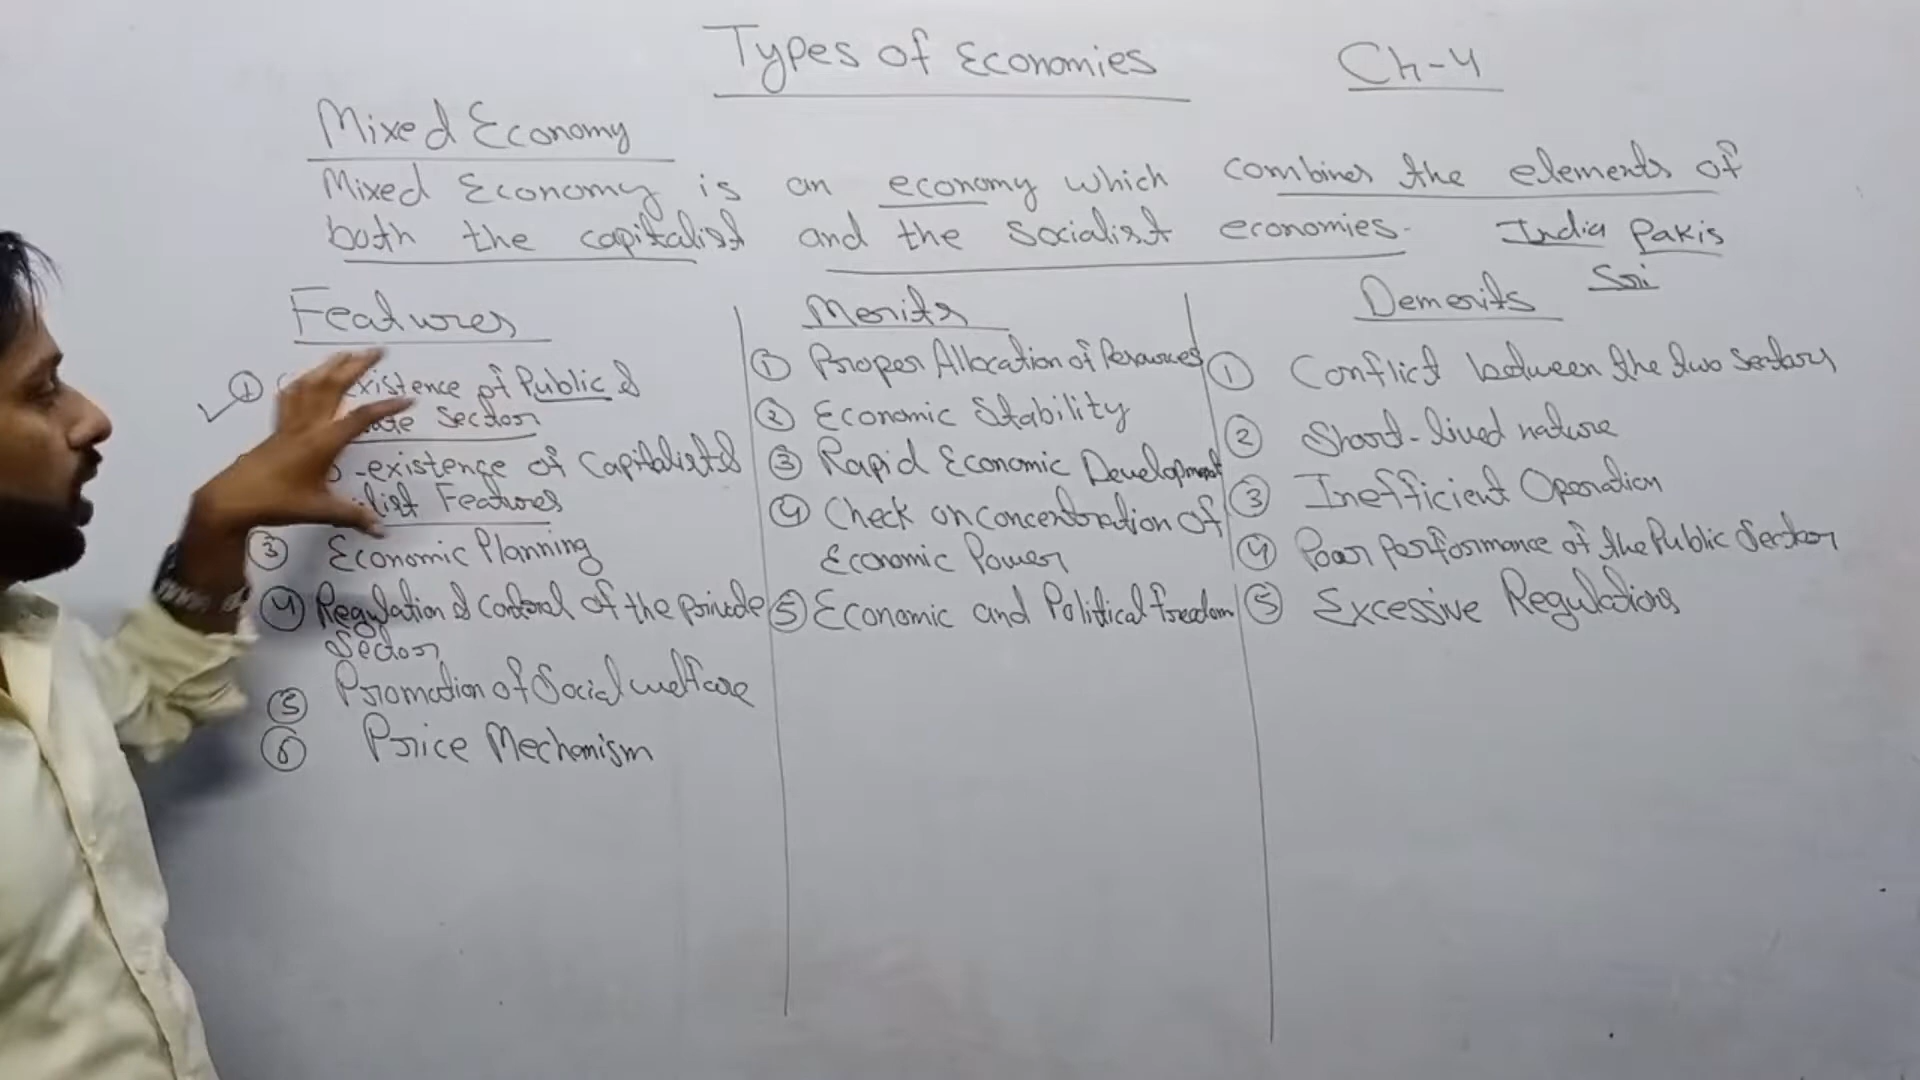 Types of Economies
Ch-4
Mixed Economy
Mixed Economy is an economy which combines the elements of
both the capitalist and the Socialist economies.
India Pakis
Sri
Features
① existence of Public &
Sector
-existence of Capitalist &
Features
③ Economic Planning
④ Regulation & Control of the private
Sector
⑤ Promotion of Social welfare
⑥ Price Mechanism
Merits
① Proper Allocation of Resources
② Economic Stability
③ Rapid Economic Development
④ Check on concentration of
Economic Power
⑤ Economic and Political freedom
Demerits
① Conflict between the two sectors
② Short-lived nature
③ Inefficient Operation
④ Poor performance of the Public Sector
⑤ Excessive Regulations